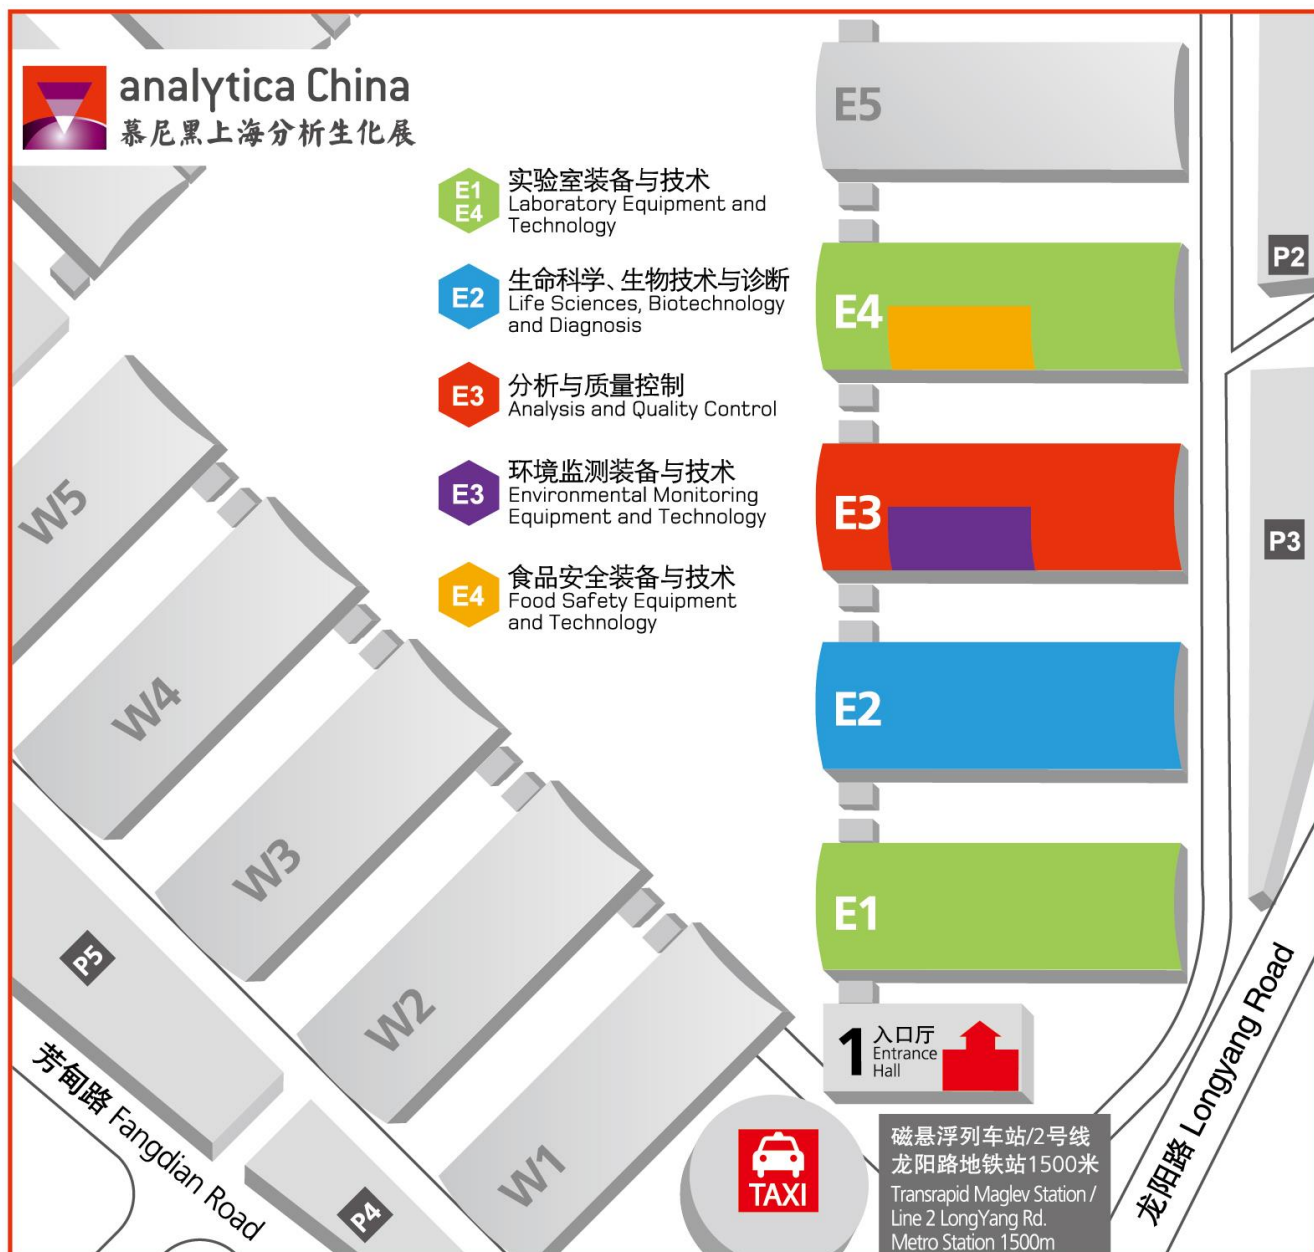 analytica China
慕尼黑上海分析生化展
E1
E4
实验室装备与技术
Laboratory Equipment and
Technology
E2
生命科学、生物技术与诊断
Life Sciences, Biotechnology
and Diagnosis
E3
分析与质量控制
Analysis and Quality Control
E3
环境监测装备与技术
Environmental Monitoring
Equipment and Technology
E4
食品安全装备与技术
Food Safety Equipment
and Technology
E5
E4
E3
E2
E1
P2
P3
W5
W4
W3
W2
W1
P5
P4
1
入口厅
Entrance
Hall
TAXI
磁悬浮列车站/2号线
龙阳路地铁站1500米
Transrapid Maglev Station /
Line 2 LongYang Rd.
Metro Station 1500m
芳甸路 Fangdian Road
龙阳路 Longyang Road